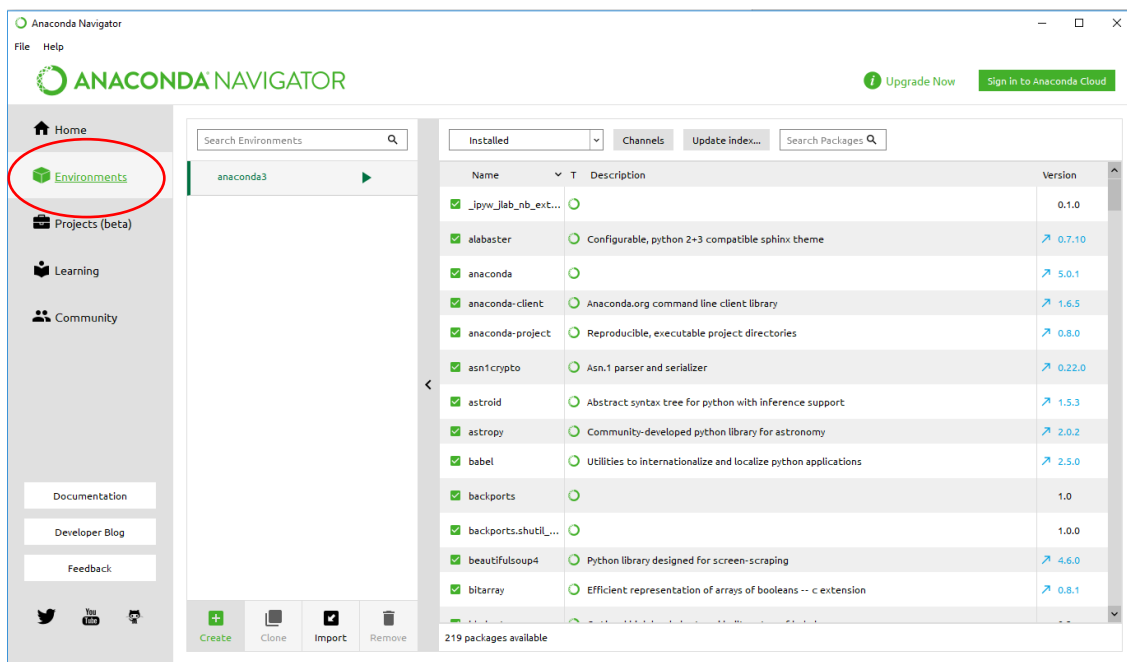 Anaconda Navigator
File Help
ANACONDA NAVIGATOR
Upgrade Now
Sign in to Anaconda Cloud
Home
Environments
Projects (beta)
Learning
Community
Documentation
Developer Blog
Feedback
You Tube
Search Environments
anaconda3
Create Clone Import Remove
Installed Channels Update index... Search Packages
Name T Description Version
_ipyw_jlab_nb_ext... 0.1.0
alabaster Configurable, python 2+3 compatible sphinx theme 0.7.10
anaconda 5.0.1
anaconda-client Anaconda.org command line client library 1.6.5
anaconda-project Reproducible, executable project directories 0.8.0
asn1crypto Asn.1 parser and serializer 0.22.0
astroid Abstract syntax tree for python with inference support 1.5.3
astropy Community-developed python library for astronomy 2.0.2
babel Utilities to internationalize and localize python applications 2.5.0
backports 1.0
backports.shutil_... 1.0.0
beautifulsoup4 Python library designed for screen-scraping 4.6.0
bitarray Efficient representation of arrays of booleans -- c extension 0.8.1
219 packages available